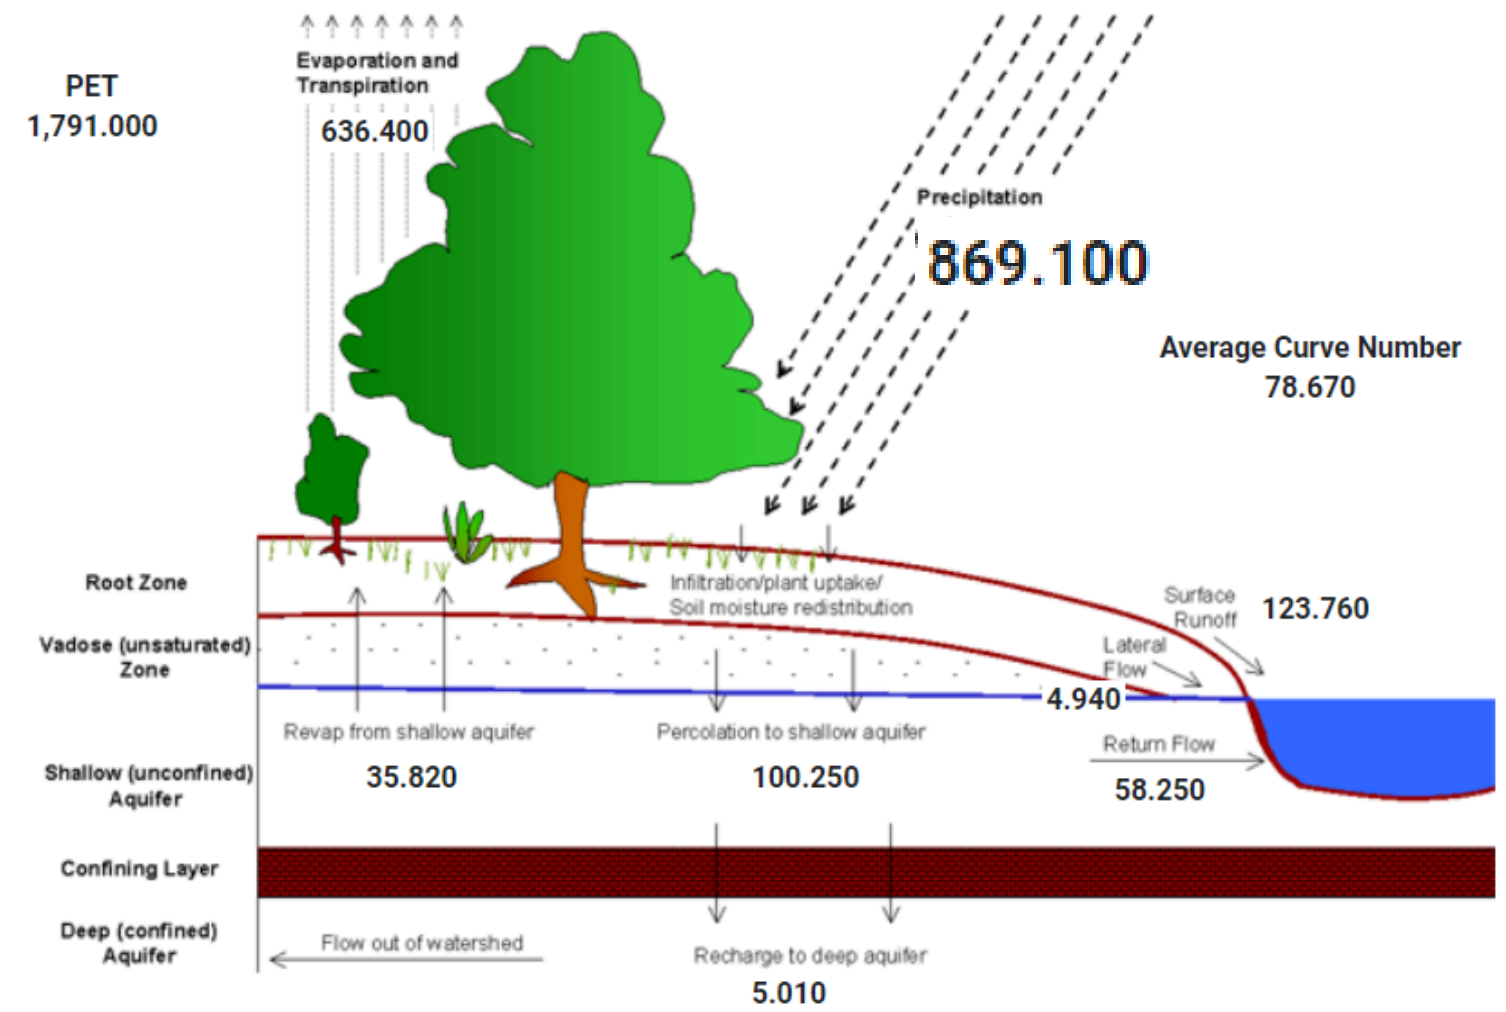 PET
1,791.000
Evaporation and
Transpiration
636.400
Precipitation
869.100
Average Curve Number
78.670
Root Zone
Infiltration/plant uptake/
Soil moisture redistribution
Surface
Runoff
123.760
Vadose (unsaturated)
Zone
Lateral
Flow
4.940
Revap from shallow aquifer
35.820
Percolation to shallow aquifer
100.250
Return Flow
58.250
Shallow (unconfined)
Aquifer
Confining Layer
Deep (confined)
Aquifer
Flow out of watershed
Recharge to deep aquifer
5.010